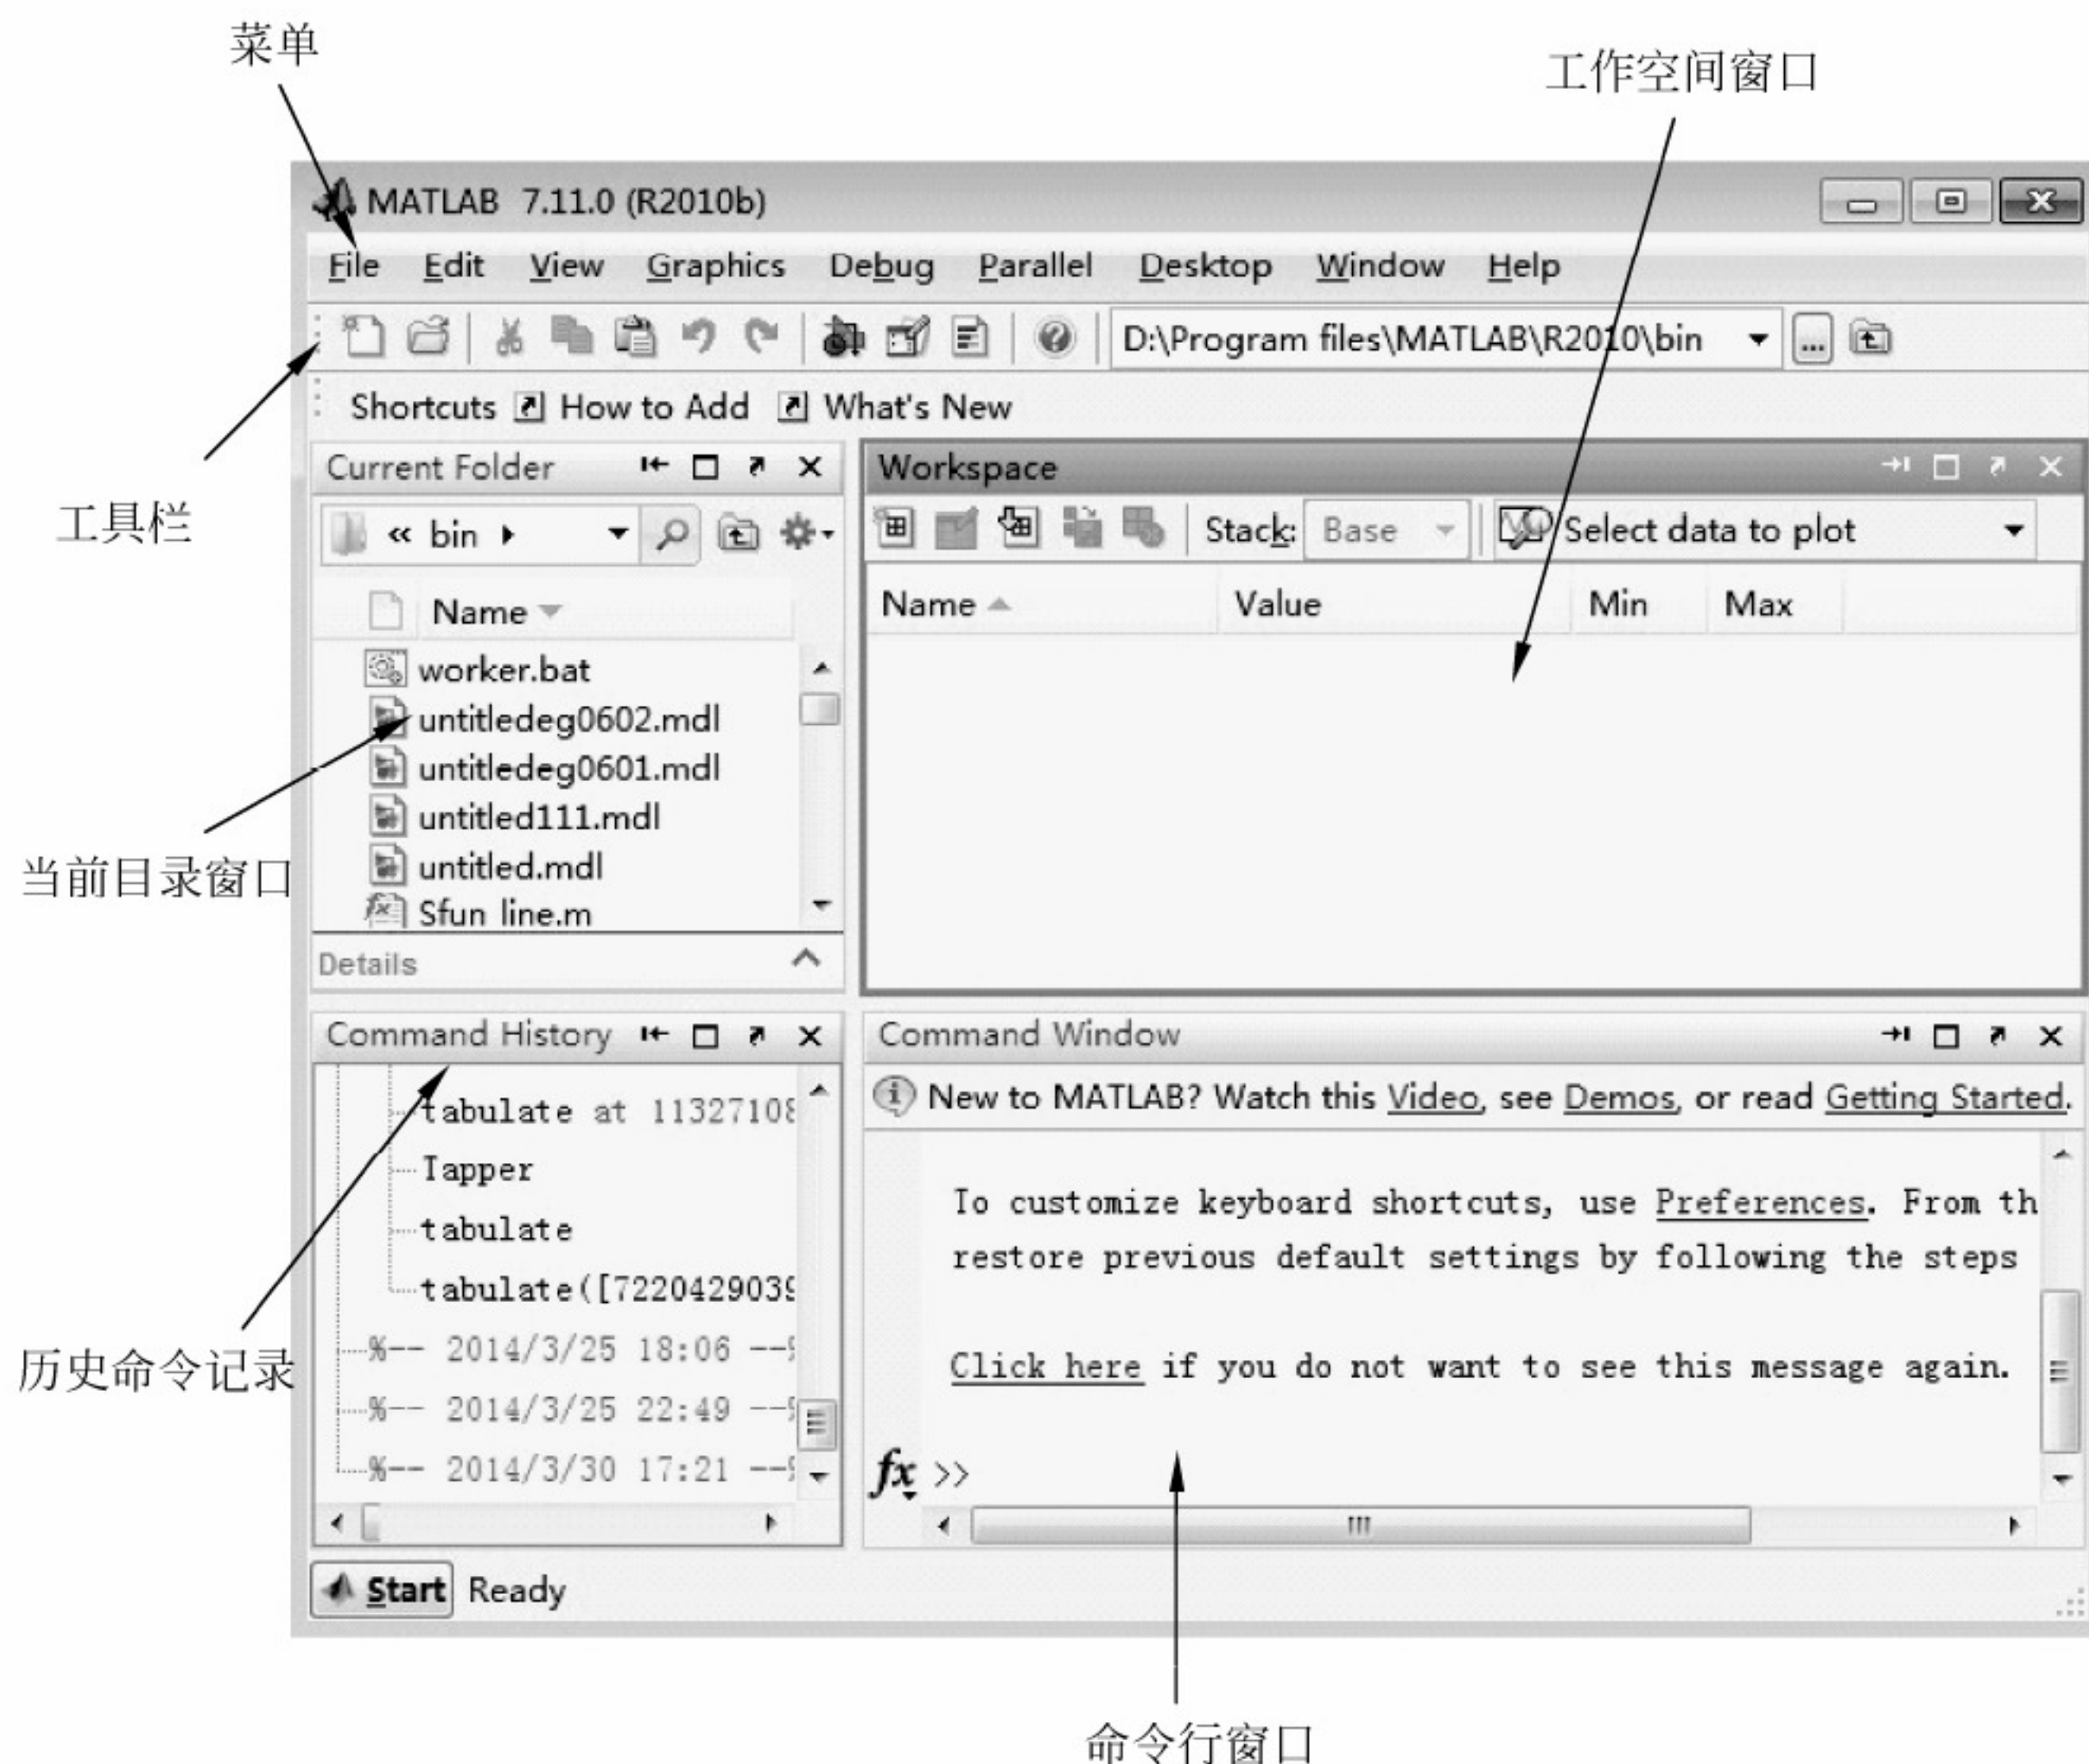 菜单
工作空间窗口
MATLAB 7.11.0 (R2010b)
File Edit View Graphics Debug Parallel Desktop Window Help
D:\Program files\MATLAB\R2010\bin ...
Shortcuts How to Add What's New
工具栏
Current Folder
« bin
Name
worker.bat
untitledeg0602.mdl
untitledeg0601.mdl
untitled111.mdl
untitled.mdl
Sfun line.m
Details
当前目录窗口
Workspace
Stack: Base Select data to plot
Name Value Min Max
Command History
tabulate at 11327108
Iapper
tabulate
tabulate([7220429039
%-- 2014/3/25 18:06 --%
%-- 2014/3/25 22:49 --%
%-- 2014/3/30 17:21 --%
历史命令记录
Command Window
New to MATLAB? Watch this Video, see Demos, or read Getting Started.
To customize keyboard shortcuts, use Preferences. From th
restore previous default settings by following the steps
Click here if you do not want to see this message again.
fx >>
Start Ready
命令行窗口